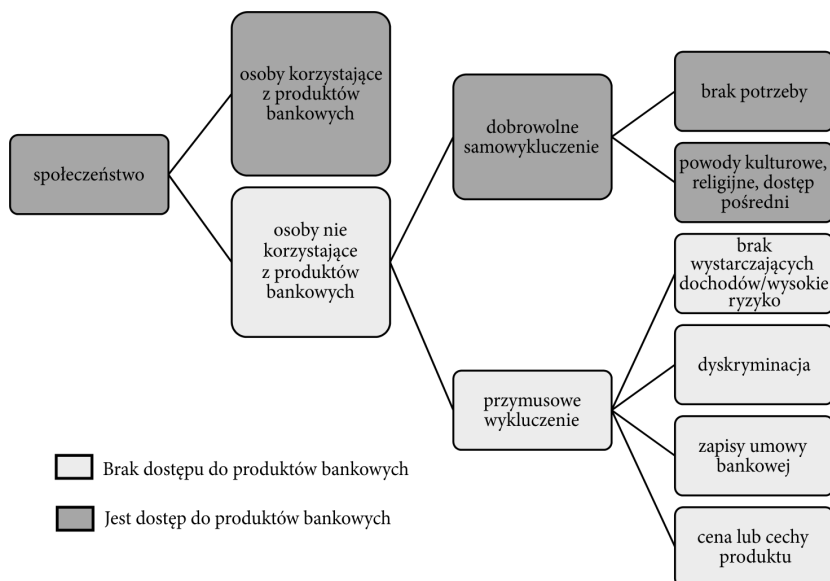 społeczeństwo
osoby korzystające
z produktów
bankowych
osoby nie
korzystające
z produktów
bankowych
dobrowolne
samowykluczenie
przymusowe
wykluczenie
brak potrzeby
powody kulturowe,
religijne, dostęp
pośredni
brak
wystarczających
dochodów/wysokie
ryzyko
dyskryminacja
zapisy umowy
bankowej
cena lub cechy
produktu
Brak dostępu do produktów bankowych
Jest dostęp do produktów bankowych